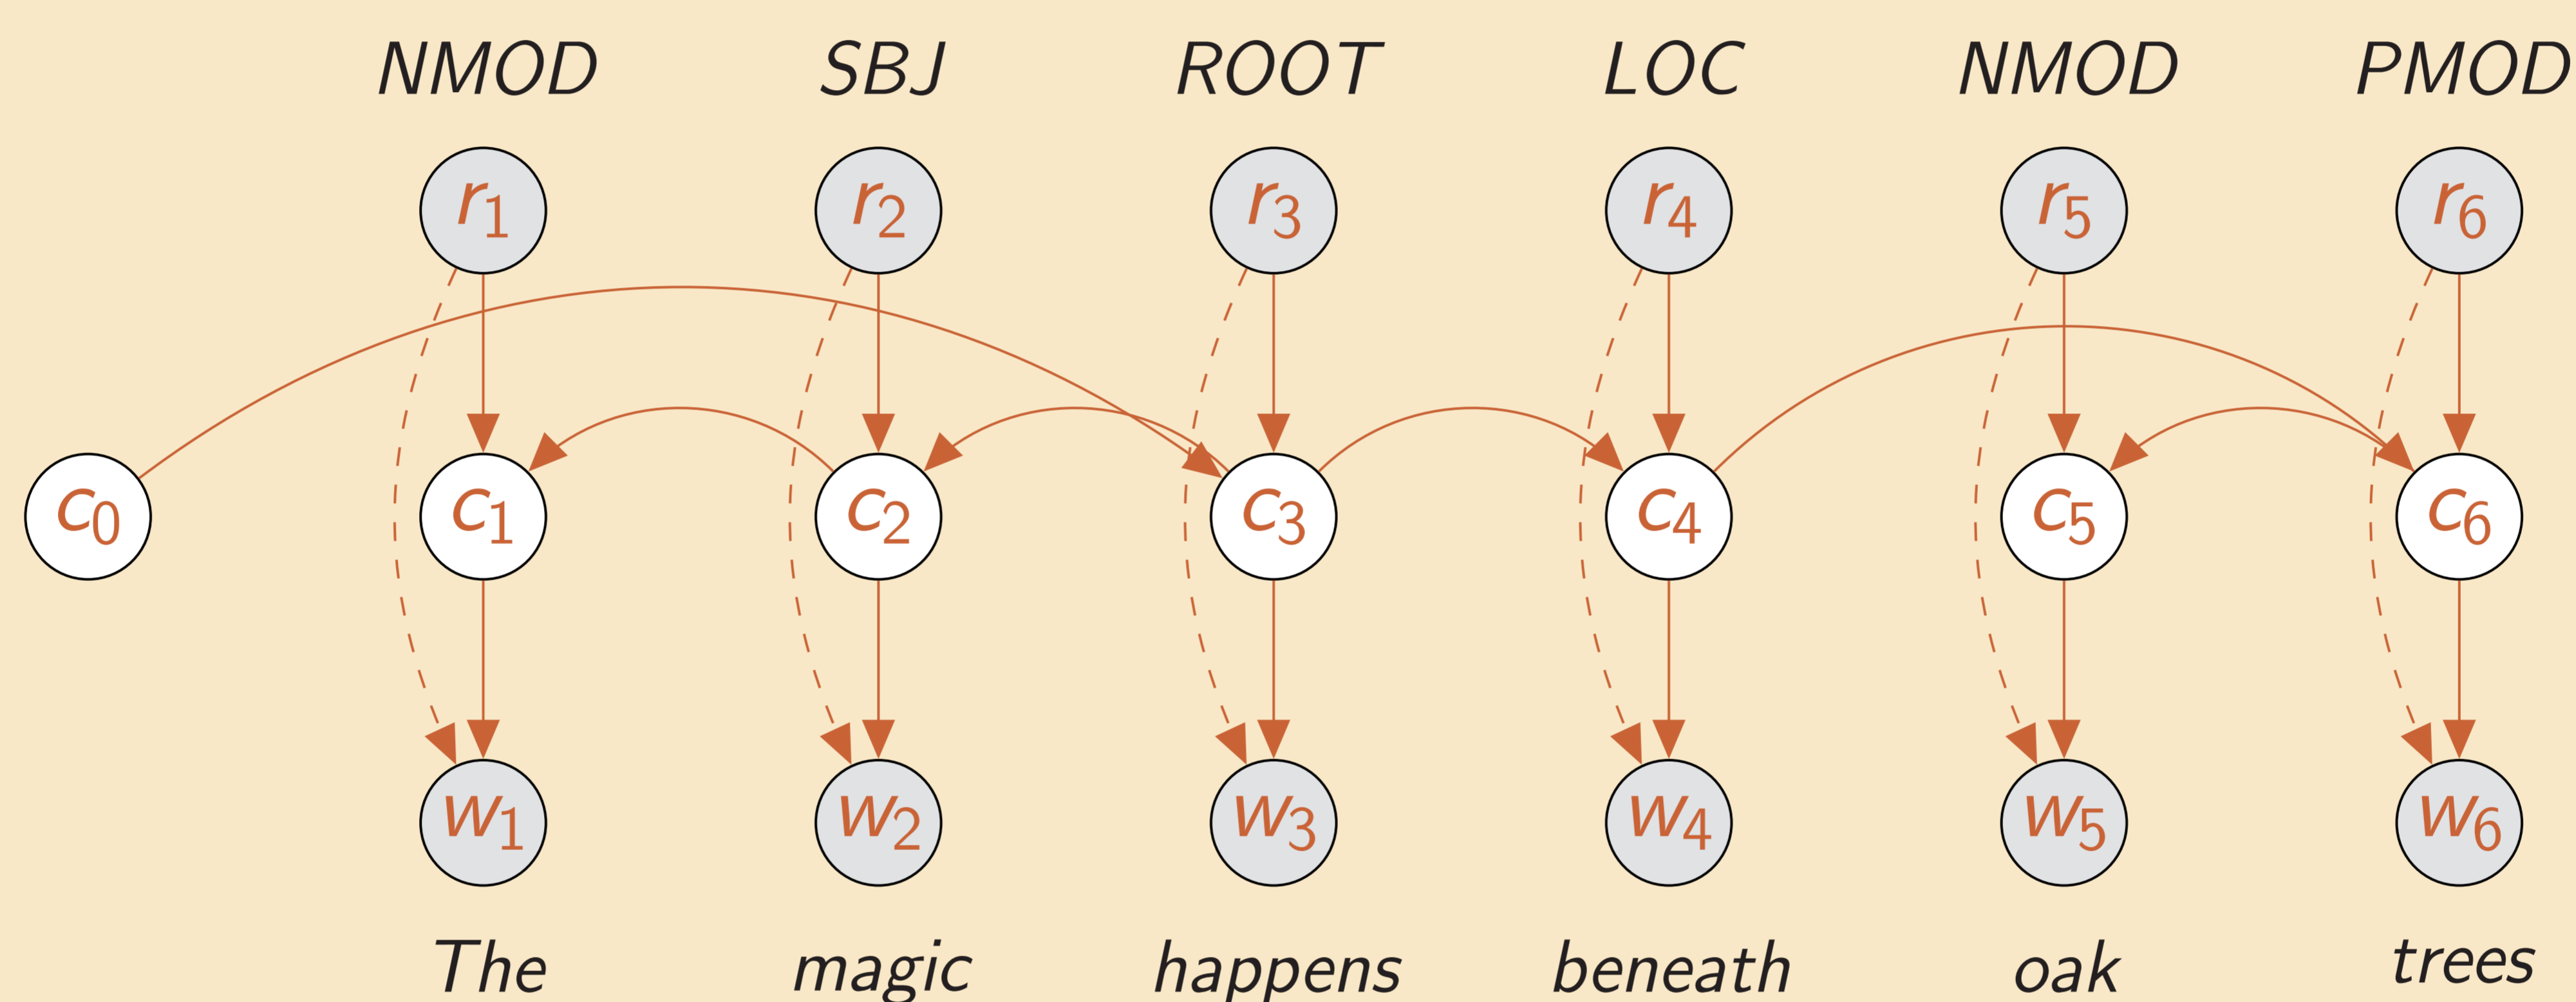 NMOD SBJ ROOT LOC NMOD PMOD
r1 r2 r3 r4 r5 r6
c0 c1 c2 c3 c4 c5 c6
w1 w2 w3 w4 w5 w6
The magic happens beneath oak trees